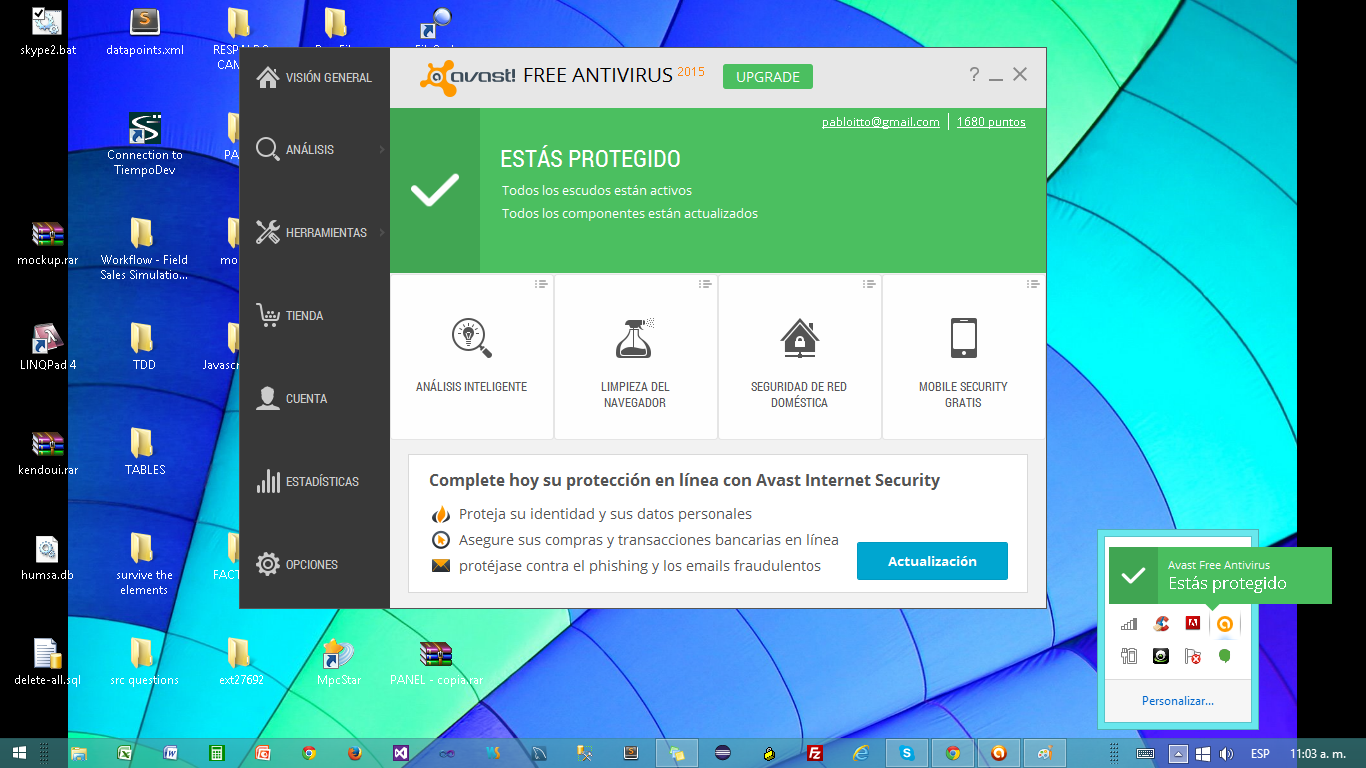 skype2.bat
datapoints.xml
Connection to
TiempoDev
mockup.rar
Workflow - Field
Sales Simulatio...
LINQPad 4
TDD
kendoui.rar
TABLES
humsa.db
survive the
elements
delete-all.sql
src questions
ext27692
MpcStar
PANEL - copia.rar
VISIÓN GENERAL
ANÁLISIS
HERRAMIENTAS
TIENDA
CUENTA
ESTADÍSTICAS
OPCIONES
avast! FREE ANTIVIRUS 2015
UPGRADE
?
pabloitto@gmail.com | 1680 puntos
ESTÁS PROTEGIDO
Todos los escudos están activos
Todos los componentes están actualizados
ANÁLISIS INTELIGENTE
LIMPIEZA DEL
NAVEGADOR
SEGURIDAD DE RED
DOMÉSTICA
MOBILE SECURITY
GRATIS
Complete hoy su protección en línea con Avast Internet Security
Proteja su identidad y sus datos personales
Asegure sus compras y transacciones bancarias en línea
protéjase contra el phishing y los emails fraudulentos
Actualización
Avast Free Antivirus
Estás protegido
Personalizar...
ESP
11:03 a. m.